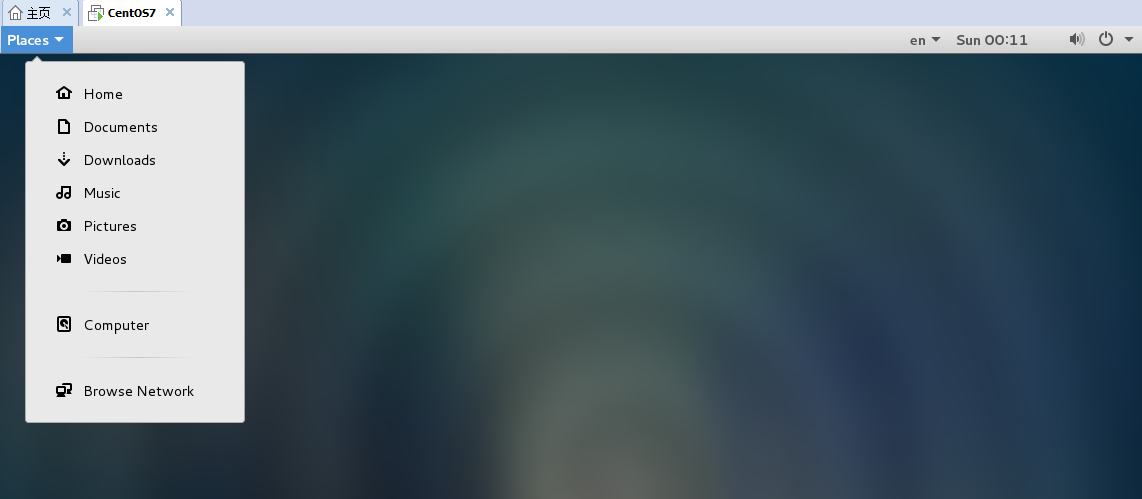 主页
CentOS7
Places
en
Sun 00:11
Home
Documents
Downloads
Music
Pictures
Videos
Computer
Browse Network